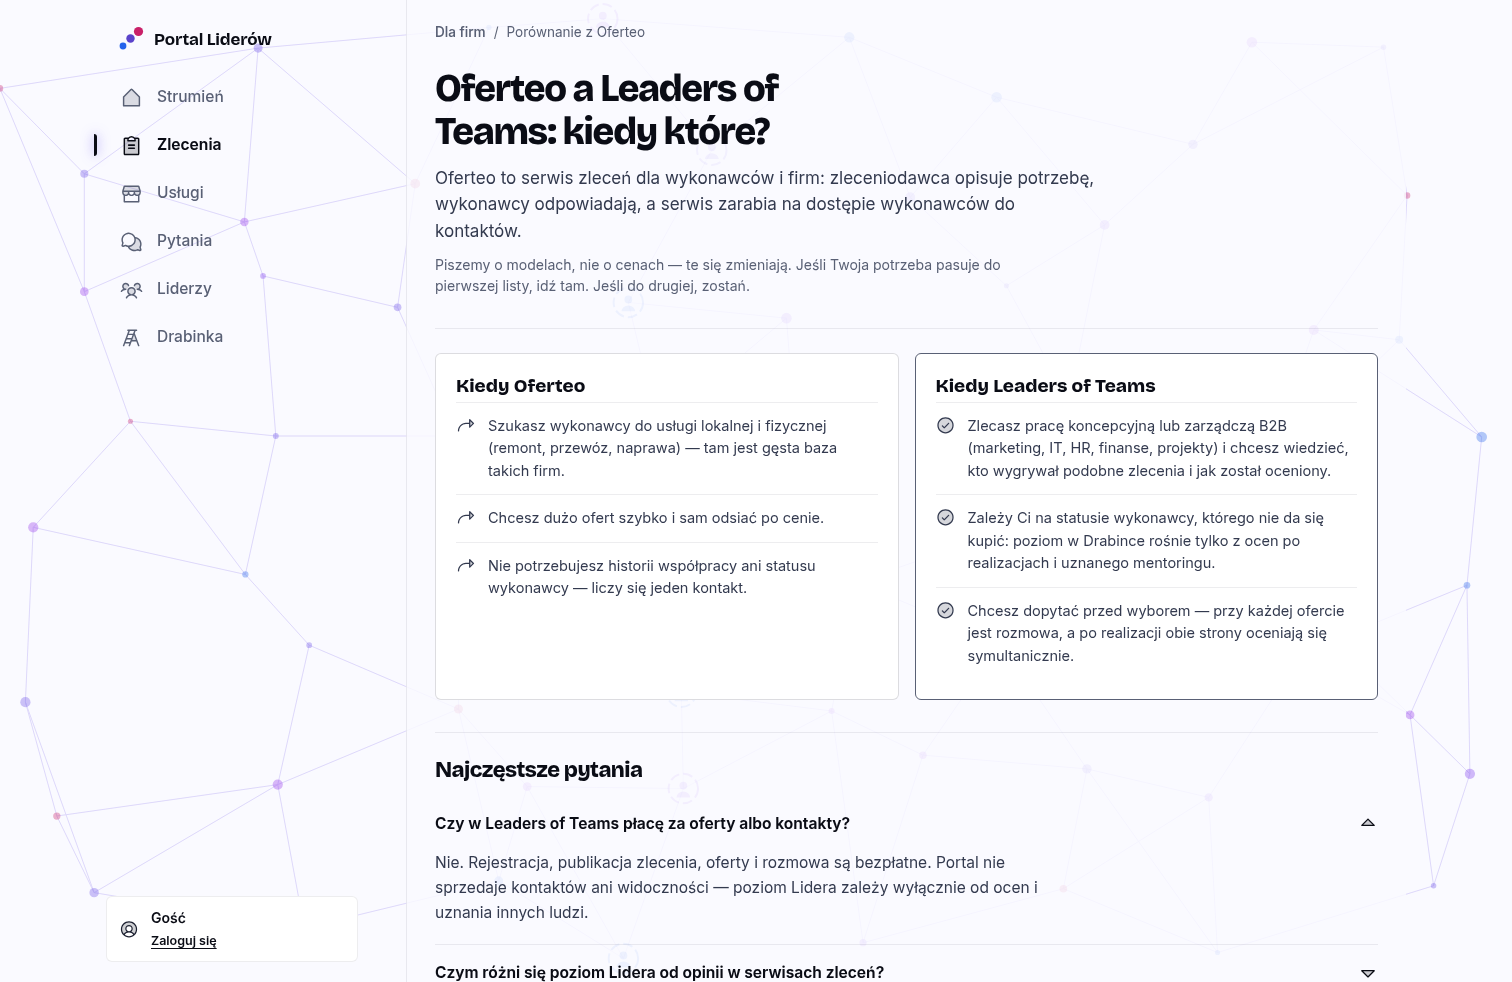 Portal Liderów
Strumień
Zlecenia
Usługi
Pytania
Liderzy
Drabinka
Gość
Zaloguj się
Dla firm / Porównanie z Oferteo
Oferteo a Leaders of
Teams: kiedy które?
Oferteo to serwis zleceń dla wykonawców i firm: zleceniodawca opisuje potrzebę,
wykonawcy odpowiadają, a serwis zarabia na dostępie wykonawców do
kontaktów.
Piszemy o modelach, nie o cenach — te się zmieniają. Jeśli Twoja potrzeba pasuje do
pierwszej listy, idź tam. Jeśli do drugiej, zostań.
Kiedy Oferteo
Szukasz wykonawcy do usługi lokalnej i fizycznej
(remont, przewóz, naprawa) — tam jest gęsta baza
takich firm.
Chcesz dużo ofert szybko i sam odsiać po cenie.
Nie potrzebujesz historii współpracy ani statusu
wykonawcy — liczy się jeden kontakt.
Kiedy Leaders of Teams
Zlecasz pracę koncepcyjną lub zarządczą B2B
(marketing, IT, HR, finanse, projekty) i chcesz wiedzieć,
kto wygrywał podobne zlecenia i jak został oceniony.
Zależy Ci na statusie wykonawcy, którego nie da się
kupić: poziom w Drabince rośnie tylko z ocen po
realizacjach i uznanego mentoringu.
Chcesz dopytać przed wyborem — przy każdej ofercie
jest rozmowa, a po realizacji obie strony oceniają się
symultanicznie.
Najczęstsze pytania
Czy w Leaders of Teams płacę za oferty albo kontakty?
Nie. Rejestracja, publikacja zlecenia, oferty i rozmowa są bezpłatne. Portal nie
sprzedaje kontaktów ani widoczności — poziom Lidera zależy wyłącznie od ocen i
uznania innych ludzi.
Czym różni się poziom Lidera od opinii w serwisach zleceń?